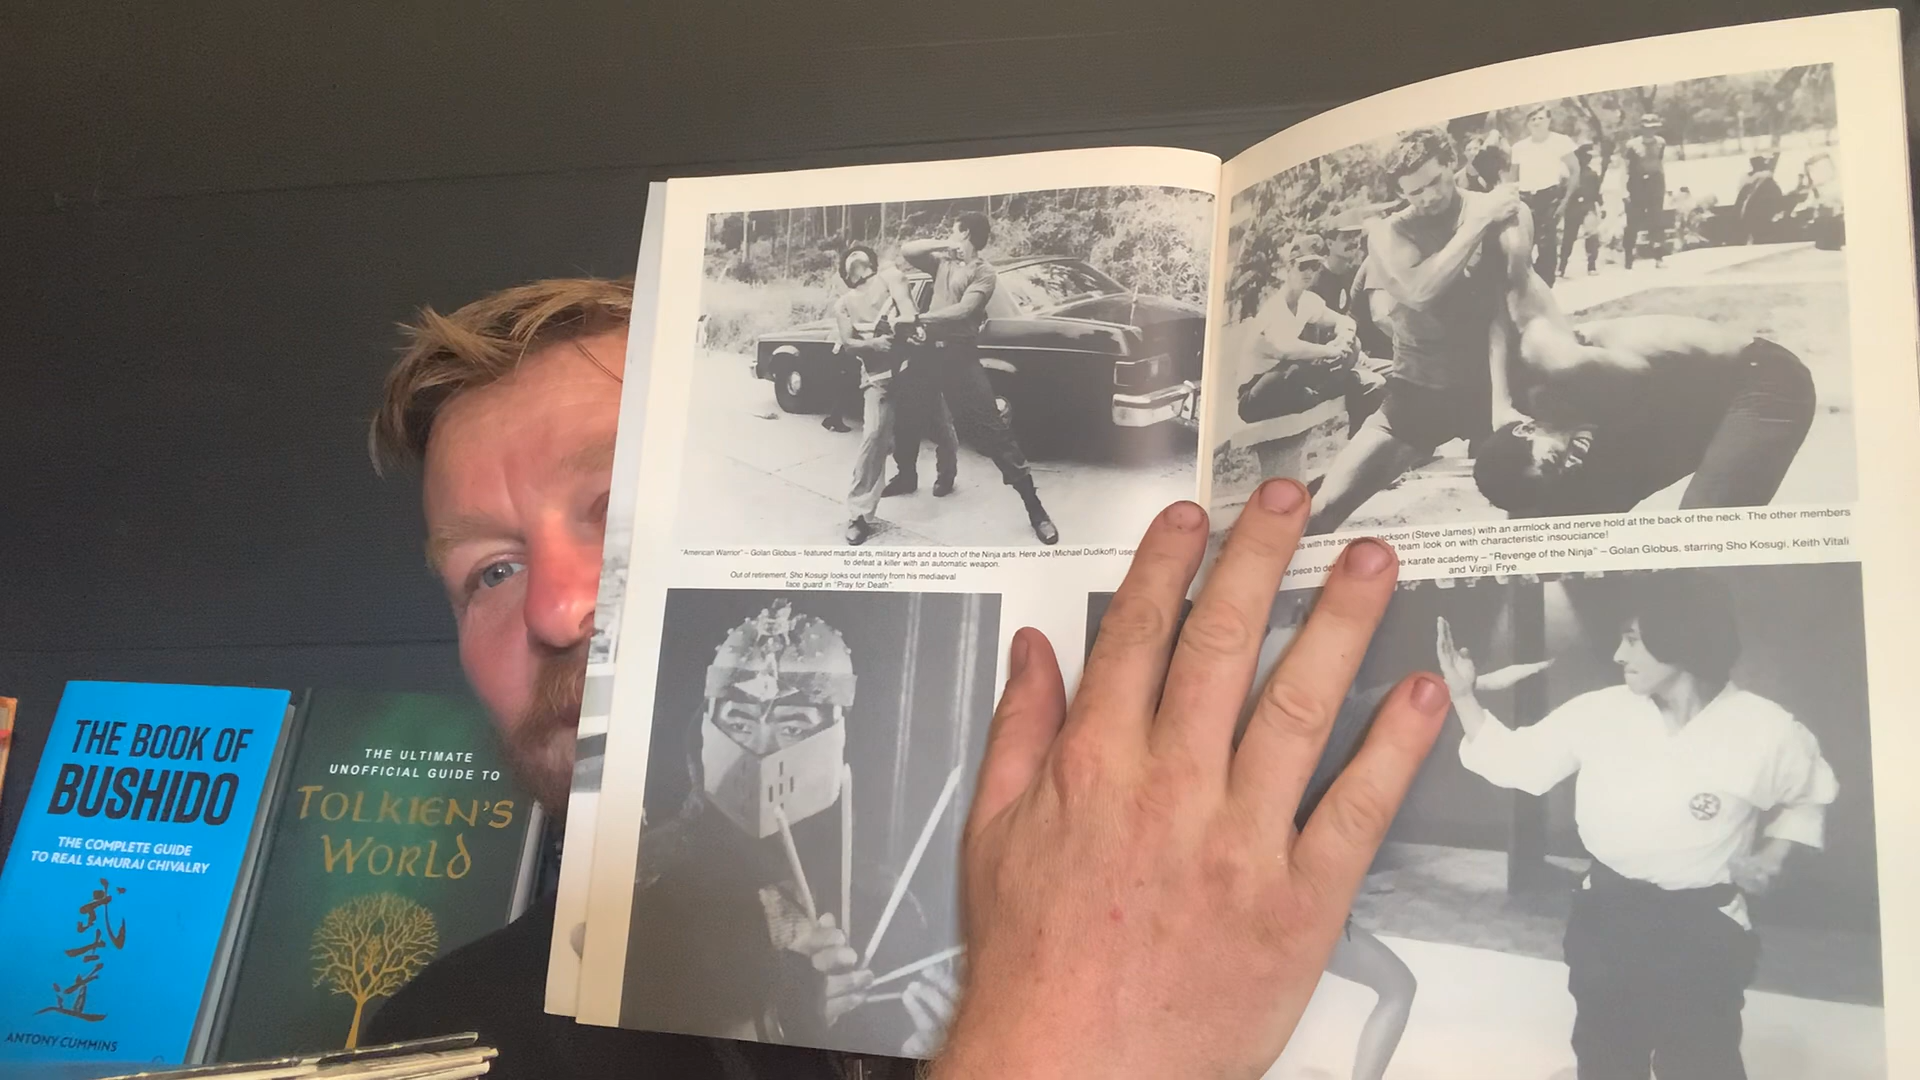 THE BOOK OF
BUSHIDO
THE COMPLETE GUIDE
TO REAL SAMURAI CHIVALRY
武
士
道
ANTONY CUMMINS
THE ULTIMATE
UNOFFICIAL GUIDE TO
TOLKIEN'S
WORLD
"American Warrior" – Golan Globus – featured martial arts, military arts and a touch of the Ninja arts. Here Joe (Michael Dudikoff) uses
to defeat a killer with an automatic weapon.
Out of retirement, Sho Kosugi looks out intently from his mediaeval
face guard in "Pray for Death".
with the Jackson (Steve James) with an armlock and nerve hold at the back of the neck. The other members
team look on with characteristic insouciance!
piece to karate academy – "Revenge of the Ninja" – Golan Globus, starring Sho Kosugi, Keith Vitali
and Virgil Frye.